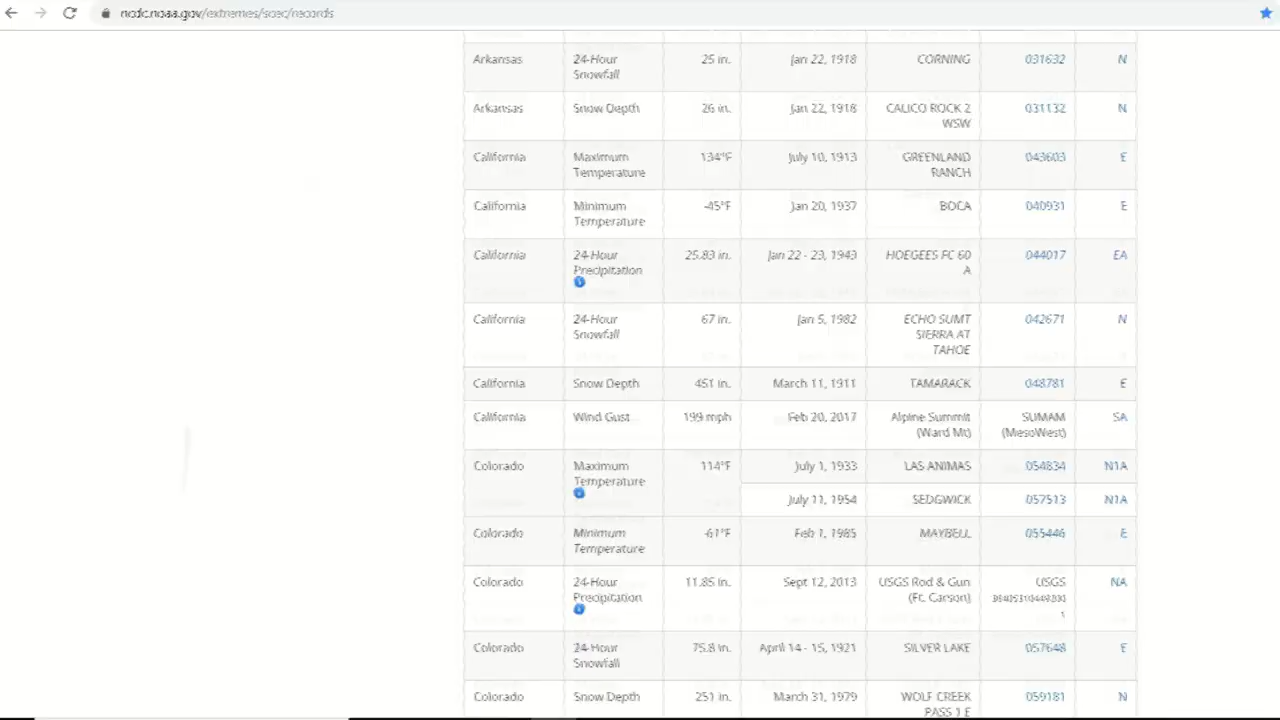 ncdc.noaa.gov/extremes/scec/records
Arkansas 24-Hour 25 in. Jan 22, 1918 CORNING 031632 N
Snowfall
Arkansas Snow Depth 26 in. Jan 22, 1918 CALICO ROCK 2 031132 N
WSW
California Maximum 134°F July 10, 1913 GREENLAND 043603 E
Temperature RANCH
California Minimum -45°F Jan 20, 1937 BOCA 040931 E
Temperature
California 24-Hour 25.83 in. Jan 22 - 23, 1943 HOEGEES FC 60 044017 EA
Precipitation A
California 24-Hour 67 in. Jan 5, 1982 ECHO SUMT 042671 N
Snowfall SIERRA AT
TAHOE
California Snow Depth 451 in. March 11, 1911 TAMARACK 048781 E
California Wind Gust 199 mph Feb 20, 2017 Alpine Summit SUMAM SA
(Ward Mt) (MesoWest)
Colorado Maximum 114°F July 1, 1933 LAS ANIMAS 054834 N1A
Temperature
July 11, 1954 SEDGWICK 057513 N1A
Colorado Minimum -61°F Feb 1, 1985 MAYBELL 055446 E
Temperature
Colorado 24-Hour 11.85 in. Sept 12, 2013 USGS Rod & Gun USGS NA
Precipitation (Ft. Carson)
Colorado 24-Hour 75.8 in. April 14 - 15, 1921 SILVER LAKE 057648 E
Snowfall
Colorado Snow Depth 251 in. March 31, 1979 WOLF CREEK 059181 N
PASS 1 E